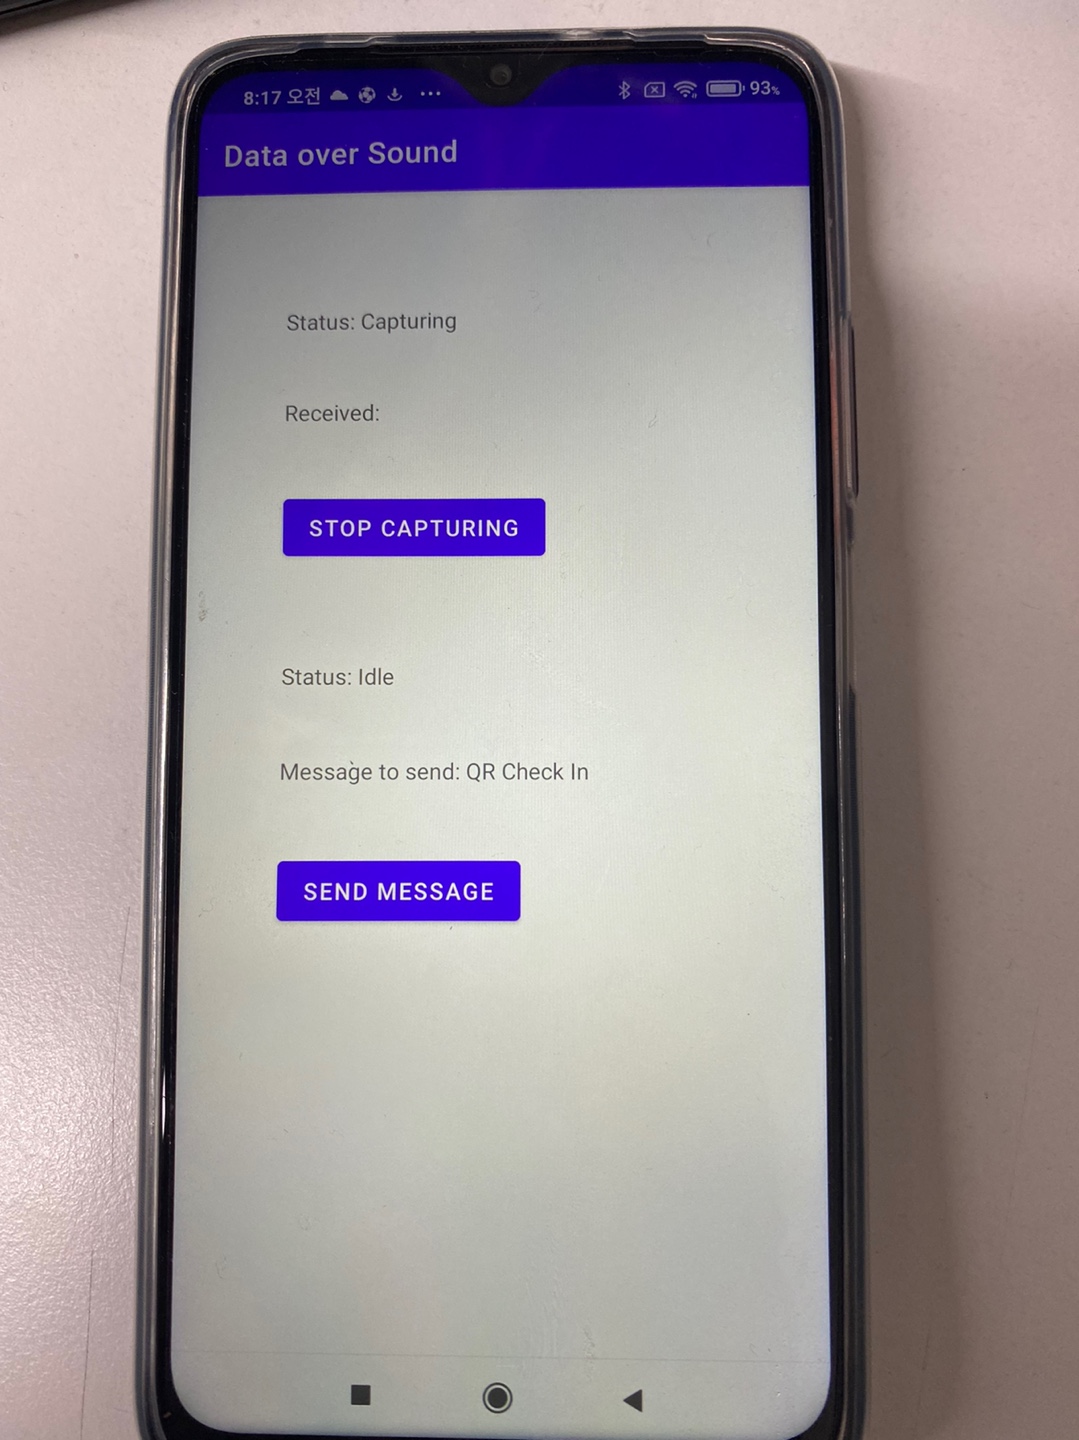 8:17 오전 93%
Data over Sound
Status: Capturing
Received:
STOP CAPTURING
Status: Idle
Message to send: QR Check In
SEND MESSAGE